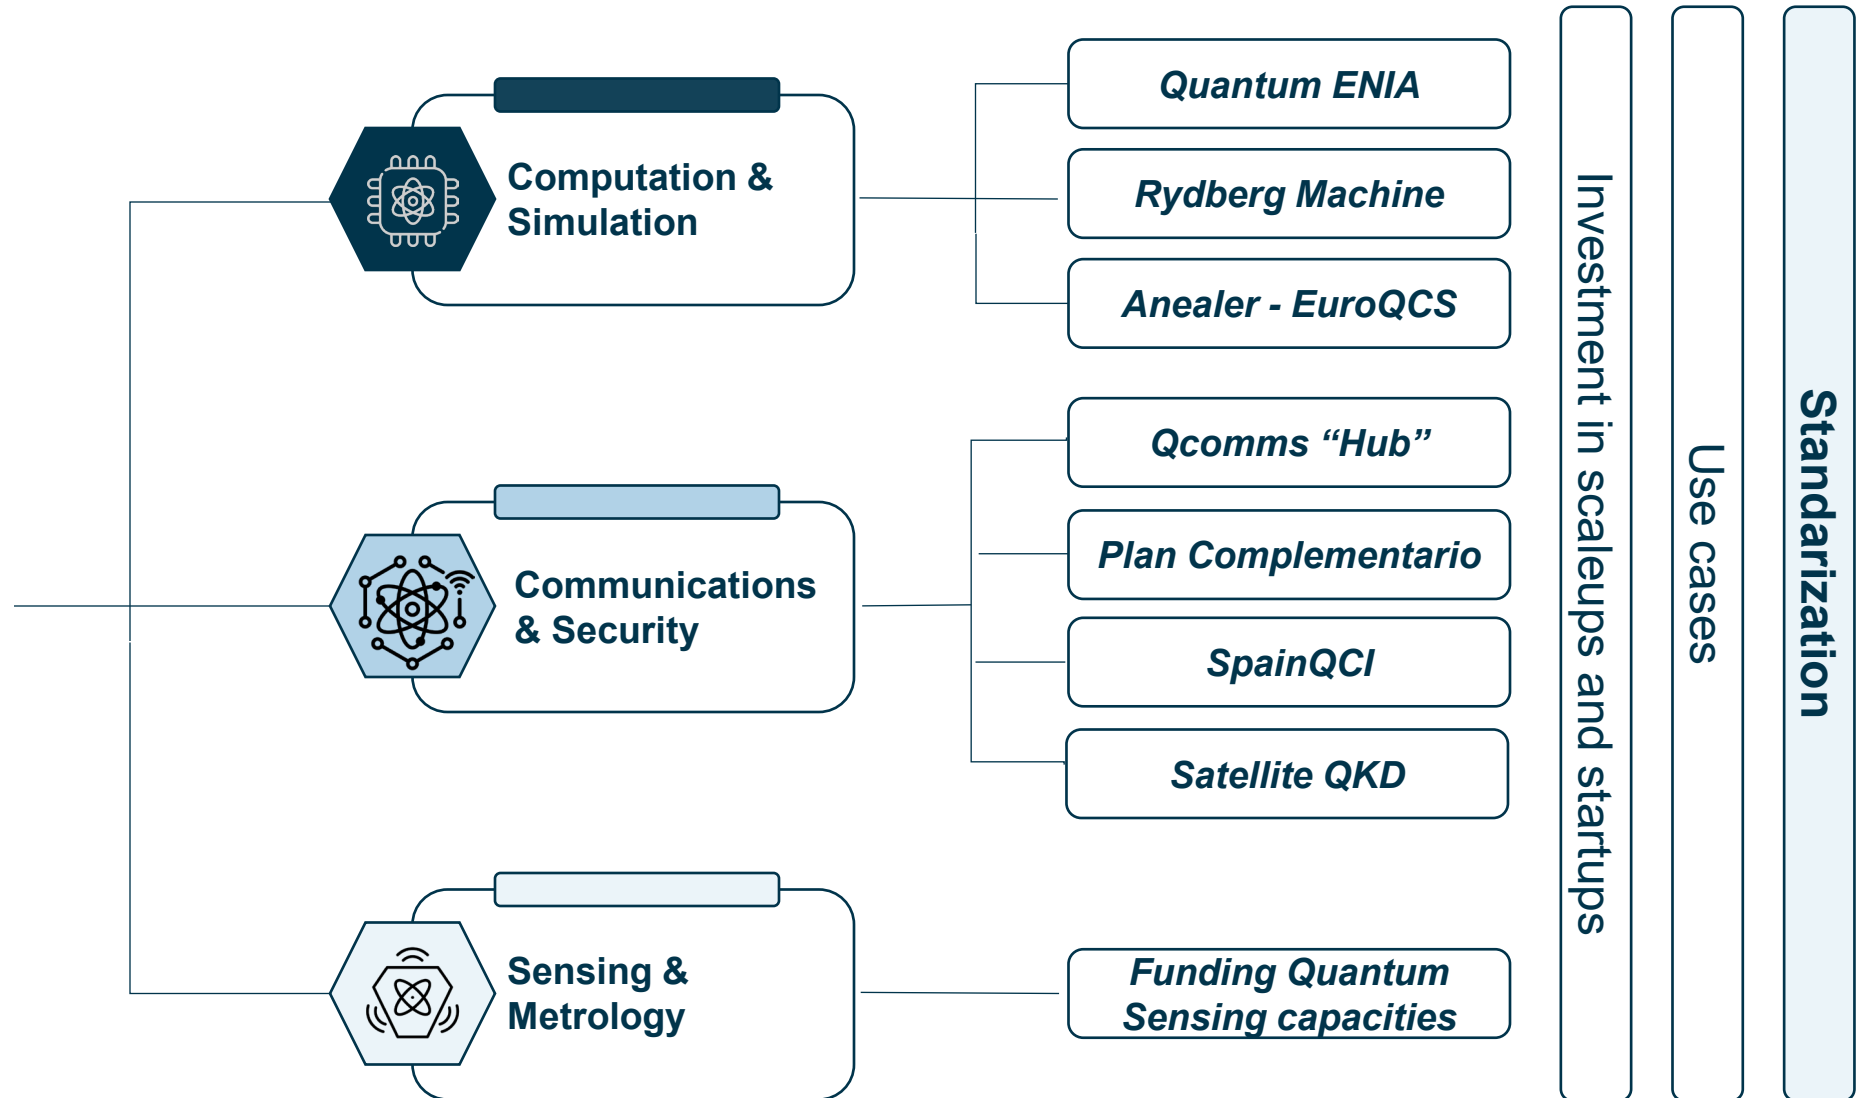 Computation &
Simulation
Quantum ENIA
Rydberg Machine
Anealer - EuroQCS
Communications
& Security
Qcomms “Hub”
Plan Complementario
SpainQCI
Satellite QKD
Sensing &
Metrology
Funding Quantum
Sensing capacities
Investment in scaleups and startups
Use cases
Standarization